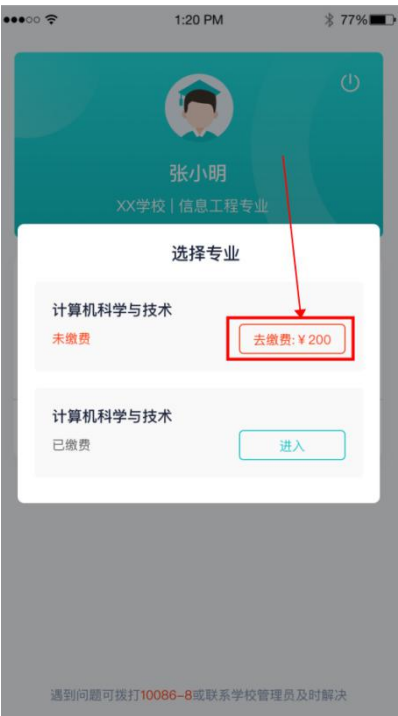 1:20 PM
77%
张小明
XX学校 | 信息工程专业
选择专业
计算机科学与技术
未缴费
去缴费:¥200
计算机科学与技术
已缴费
进入
遇到问题可拨打10086-8或联系学校管理员及时解决